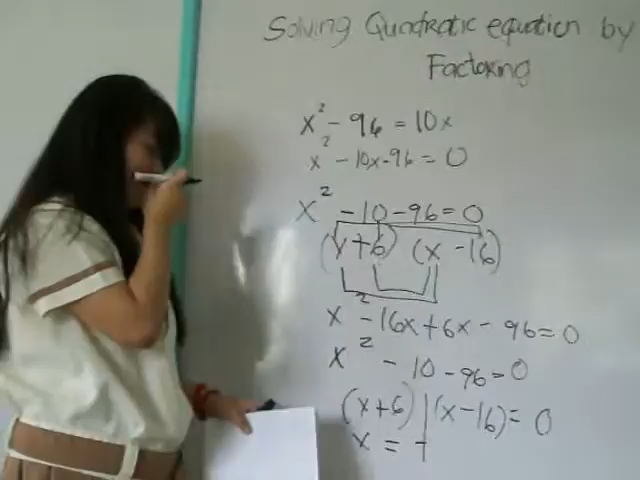 Solving Quadratic equation by
Factoring
x² - 96 = 10x
x² - 10x - 96 = 0
x² - 10 - 96 = 0
(x + 6) (x - 16)
x² - 16x + 6x - 96 = 0
x² - 10 - 96 = 0
(x + 6) | (x - 16) = 0
x = -